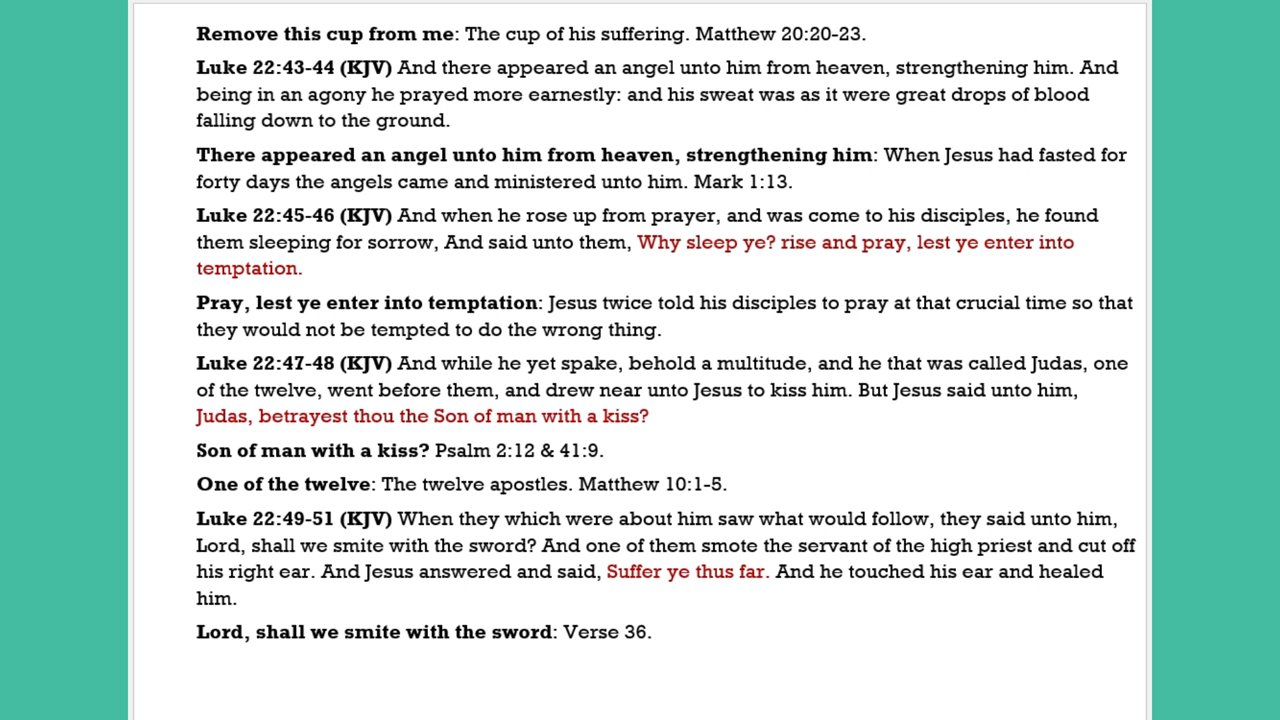 Remove this cup from me: The cup of his suffering. Matthew 20:20-23.
Luke 22:43-44 (KJV) And there appeared an angel unto him from heaven, strengthening him. And
being in an agony he prayed more earnestly: and his sweat was as it were great drops of blood
falling down to the ground.
There appeared an angel unto him from heaven, strengthening him: When Jesus had fasted for
forty days the angels came and ministered unto him. Mark 1:13.
Luke 22:45-46 (KJV) And when he rose up from prayer, and was come to his disciples, he found
them sleeping for sorrow, And said unto them, Why sleep ye? rise and pray, lest ye enter into
temptation.
Pray, lest ye enter into temptation: Jesus twice told his disciples to pray at that crucial time so that
they would not be tempted to do the wrong thing.
Luke 22:47-48 (KJV) And while he yet spake, behold a multitude, and he that was called Judas, one
of the twelve, went before them, and drew near unto Jesus to kiss him. But Jesus said unto him,
Judas, betrayest thou the Son of man with a kiss?
Son of man with a kiss? Psalm 2:12 & 41:9.
One of the twelve: The twelve apostles. Matthew 10:1-5.
Luke 22:49-51 (KJV) When they which were about him saw what would follow, they said unto him,
Lord, shall we smite with the sword? And one of them smote the servant of the high priest and cut off
his right ear. And Jesus answered and said, Suffer ye thus far. And he touched his ear and healed
him.
Lord, shall we smite with the sword: Verse 36.